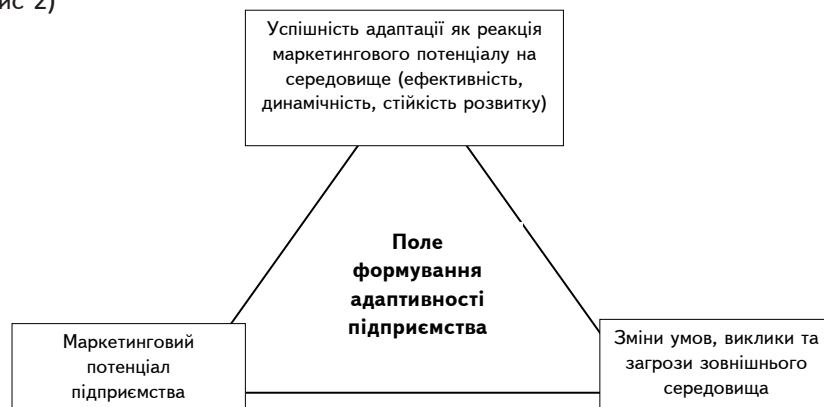 ис 2)
Успішність адаптації як реакція
маркетингового потенціалу на
середовище (ефективність,
динамічність, стійкість розвитку)
Поле
формування
адаптивності
підприємства
Маркетинговий
потенціал
підприємства
Зміни умов, виклики та
загрози зовнішнього
середовища